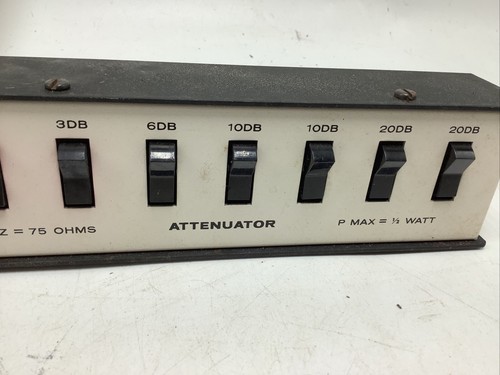 3DB 6DB 10DB 10DB 20DB 20DB
Z = 75 OHMS ATTENUATOR P MAX = ½ WATT